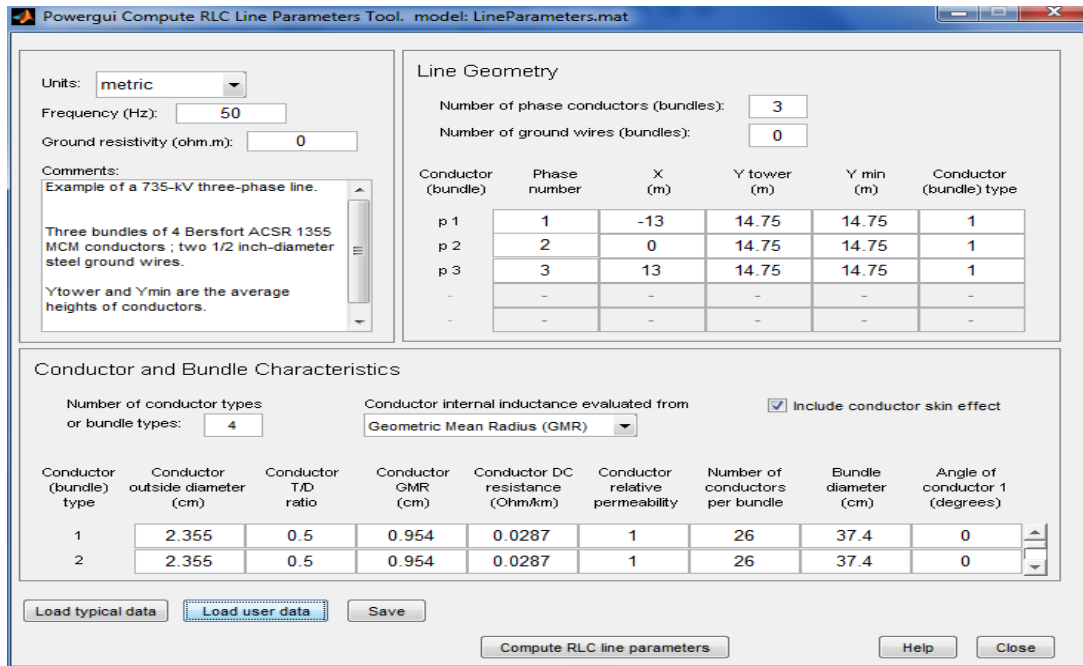 Powergui Compute RLC Line Parameters Tool. model: LineParameters.mat
Units: metric
Frequency (Hz): 50
Ground resistivity (ohm.m): 0
Comments:
Example of a 735-kV three-phase line.
Three bundles of 4 Bersfort ACSR 1355
MCM conductors ; two 1/2 inch-diameter
steel ground wires.
Ytower and Ymin are the average
heights of conductors.
Line Geometry
Number of phase conductors (bundles): 3
Number of ground wires (bundles): 0
Conductor Phase X Y tower Y min Conductor
(bundle) number (m) (m) (m) (bundle) type
p 1 1 -13 14.75 14.75 1
p 2 2 0 14.75 14.75 1
p 3 3 13 14.75 14.75 1
- - - - - -
- - - - - -
Conductor and Bundle Characteristics
Number of conductor types
or bundle types: 4
Conductor internal inductance evaluated from
Geometric Mean Radius (GMR)
Include conductor skin effect
Conductor Conductor Conductor Conductor Conductor DC Conductor Number of Bundle Angle of
(bundle) outside diameter T/D GMR resistance relative conductors diameter conductor 1
type (cm) ratio (cm) (Ohm/km) permeability per bundle (cm) (degrees)
1 2.355 0.5 0.954 0.0287 1 26 37.4 0
2 2.355 0.5 0.954 0.0287 1 26 37.4 0
Load typical data Load user data Save
Compute RLC line parameters Help Close